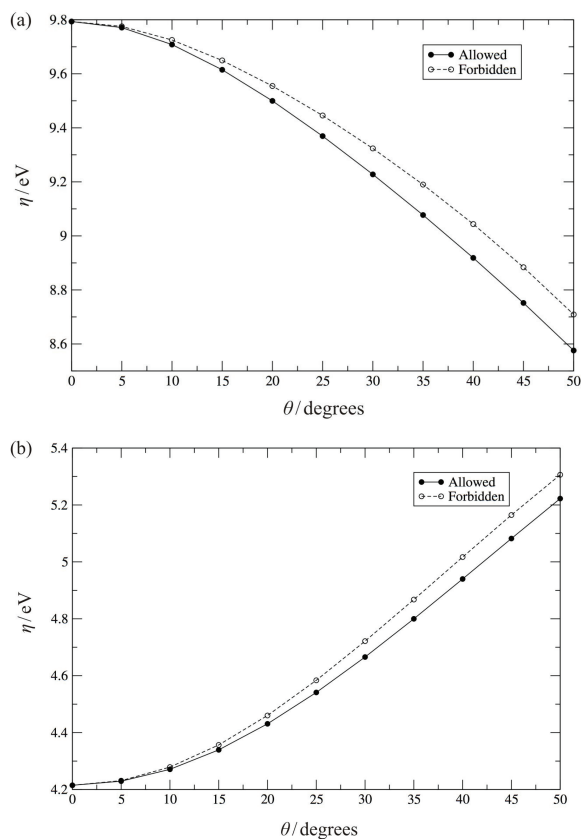 (a)
9.8
9.6
9.4
9.2
9
8.8
8.6
η/eV
Allowed
Forbidden
0 5 10 15 20 25 30 35 40 45 50
θ/degrees
(b)
5.4
5.2
5
4.8
4.6
4.4
4.2
η/eV
Allowed
Forbidden
0 5 10 15 20 25 30 35 40 45 50
θ/degrees